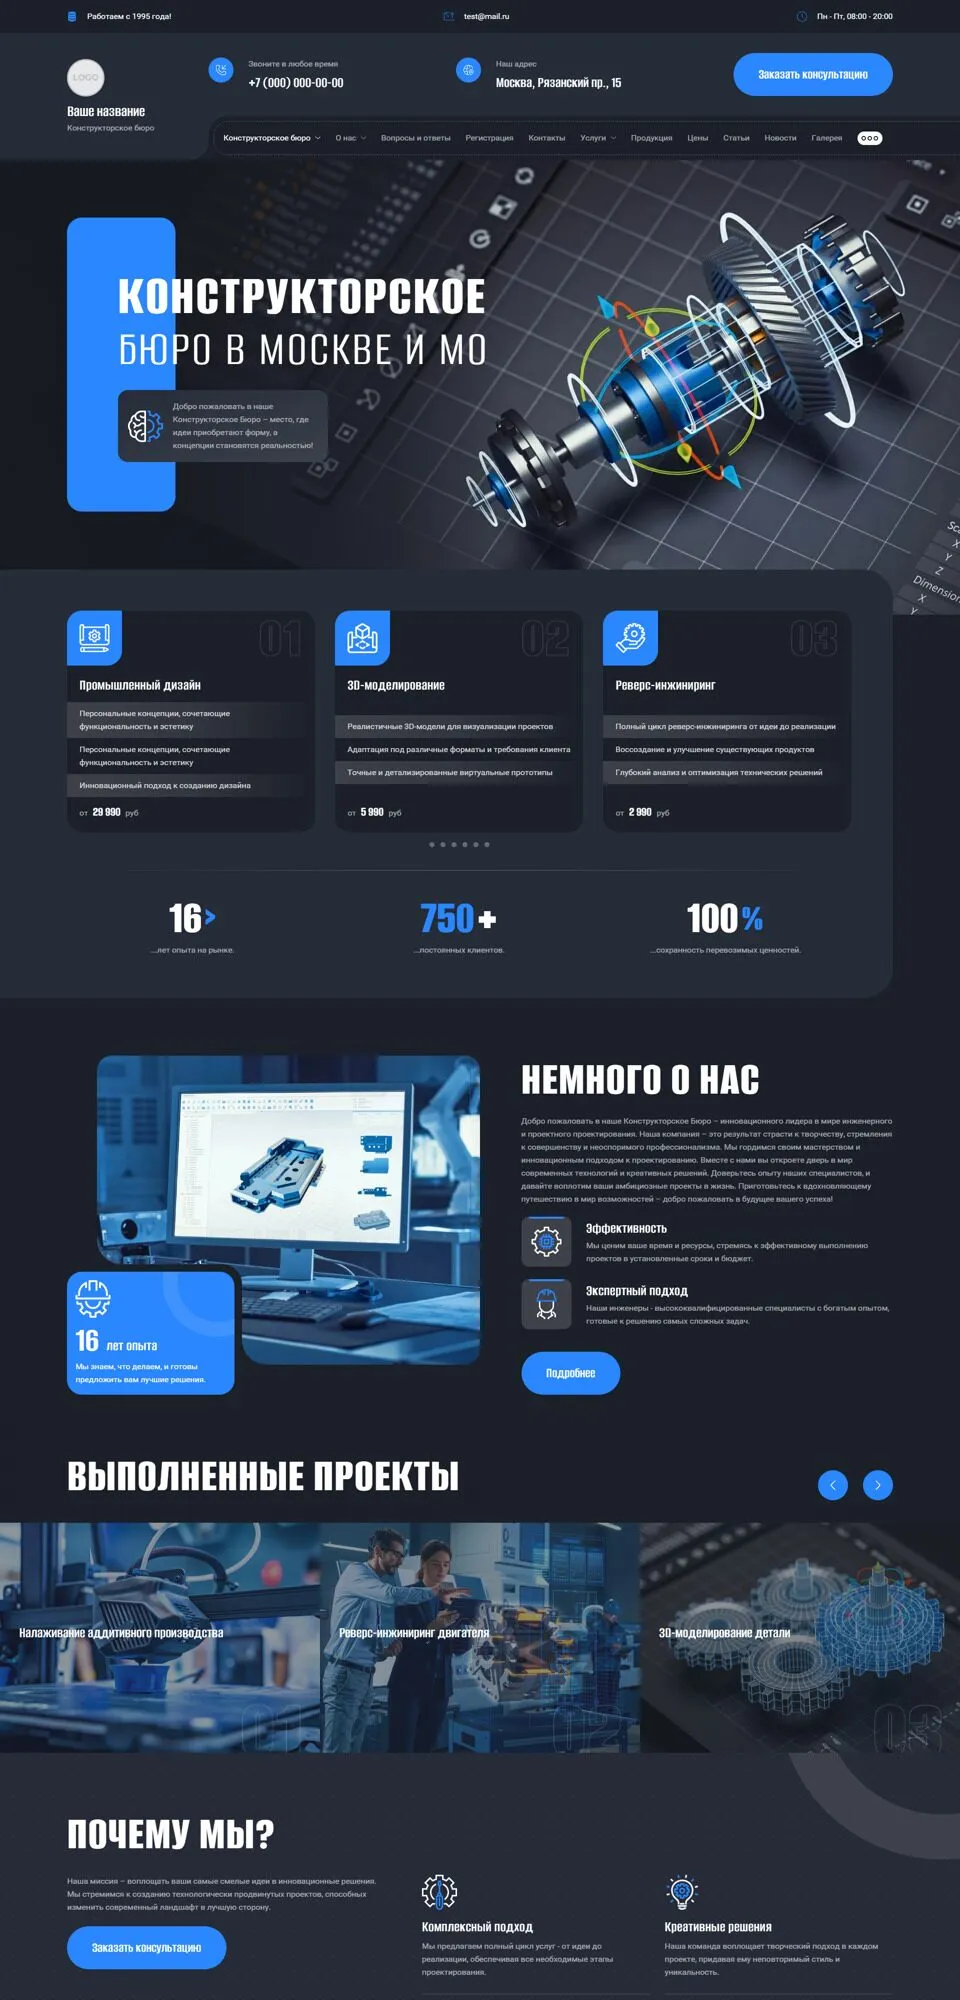 Работаем с 1995 года!
test@mail.ru
Пн - Пт, 08:00 - 20:00
LOGO
Ваше название
Конструкторское бюро
Звоните в любое время
+7 (000) 000-00-00
Наш адрес
Москва, Рязанский пр., 15
Заказать консультацию
Конструкторское бюро
О нас
Вопросы и ответы
Регистрация
Контакты
Услуги
Продукция
Цены
Статьи
Новости
Галерея
КОНСТРУКТОРСКОЕ
БЮРО В МОСКВЕ И МО
Добро пожаловать в наше
Конструкторское Бюро – место, где
идеи приобретают форму, а
концепции становятся реальностью!
X
Y
Z
Dimension
X
Y
01
Промышленный дизайн
Персональные концепции, сочетающие
функциональность и эстетику
Персональные концепции, сочетающие
функциональность и эстетику
Инновационный подход к созданию дизайна
от 29 990 руб
02
3D-моделирование
Реалистичные 3D-модели для визуализации проектов
Адаптация под различные форматы и требования клиента
Точные и детализированные виртуальные прототипы
от 5 990 руб
03
Реверс-инжиниринг
Полный цикл реверс-инжиниринга от идеи до реализации
Воссоздание и улучшение существующих продуктов
Глубокий анализ и оптимизация технических решений
от 2 990 руб
16>
...лет опыта на рынке.
750+
...постоянных клиентов.
100%
...сохранность перевозимых ценностей.
НЕМНОГО О НАС
Добро пожаловать в наше Конструкторское Бюро – инновационного лидера в мире инженерного
и проектного проектирования. Наша компания – это результат страсти к творчеству, стремления
к совершенству и неоспоримого профессионализма. Мы гордимся своим мастерством и
инновационным подходом к проектированию. Вместе с нами вы откроете дверь в мир
современных технологий и креативных решений. Доверьтесь опыту наших специалистов, и
давайте воплотим ваши амбициозные проекты в жизнь. Приготовьтесь к вдохновляющему
путешествию в мир возможностей – добро пожаловать в будущее вашего успеха!
Эффективность
Мы ценим ваше время и ресурсы, стремясь к эффективному выполнению
проектов в установленные сроки и бюджет.
Экспертный подход
Наши инженеры - высококвалифицированные специалисты с богатым опытом,
готовые к решению самых сложных задач.
16 лет опыта
Мы знаем, что делаем, и готовы
предложить вам лучшие решения.
Подробнее
ВЫПОЛНЕННЫЕ ПРОЕКТЫ
Налаживание аддитивного производства
01
Реверс-инжиниринг двигателя
02
3D-моделирование детали
03
ПОЧЕМУ МЫ?
Наша миссия – воплощать ваши самые смелые идеи в инновационные решения.
Мы стремимся к созданию технологически продвинутых проектов, способных
изменить современный ландшафт в лучшую сторону.
Заказать консультацию
Комплексный подход
Мы предлагаем полный цикл услуг - от идеи до
реализации, обеспечивая все необходимые этапы
проектирования.
Креативные решения
Наша команда воплощает творческий подход в каждом
проекте, придавая ему неповторимый стиль и
уникальность.